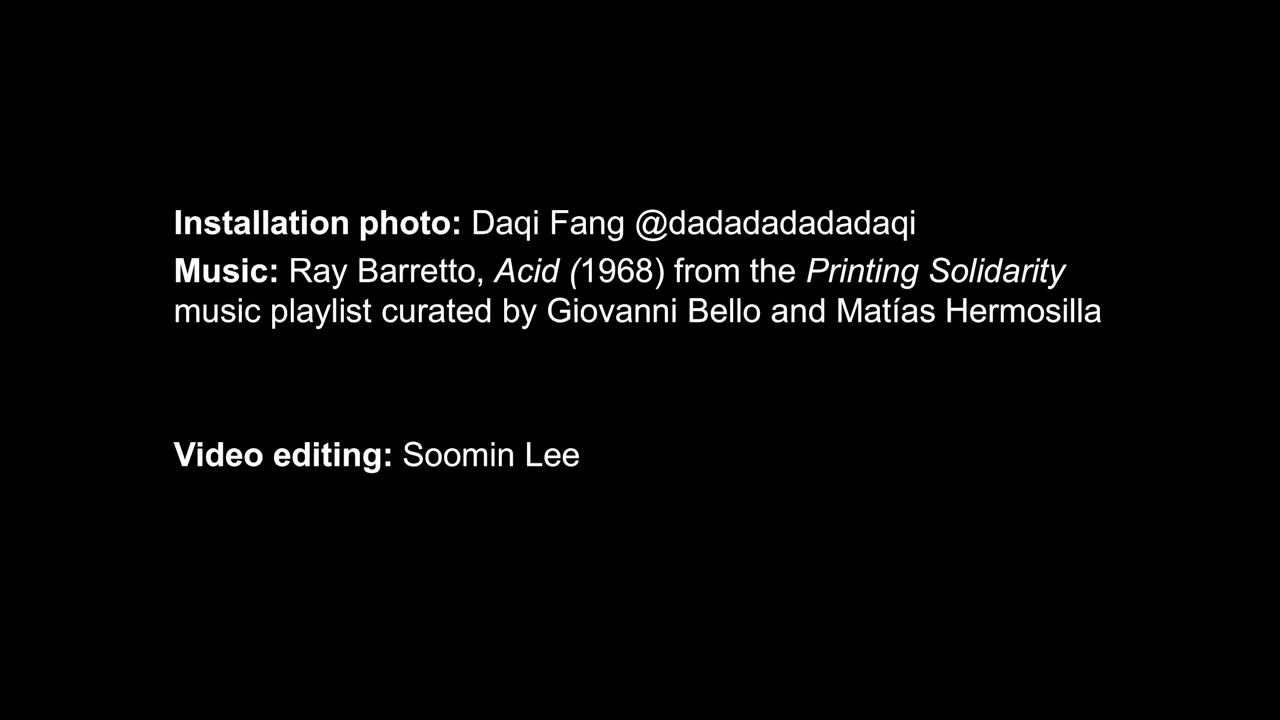 Installation photo: Daqi Fang @dadadadadadaqi
Music: Ray Barretto, Acid (1968) from the Printing Solidarity
music playlist curated by Giovanni Bello and Matías Hermosilla
Video editing: Soomin Lee